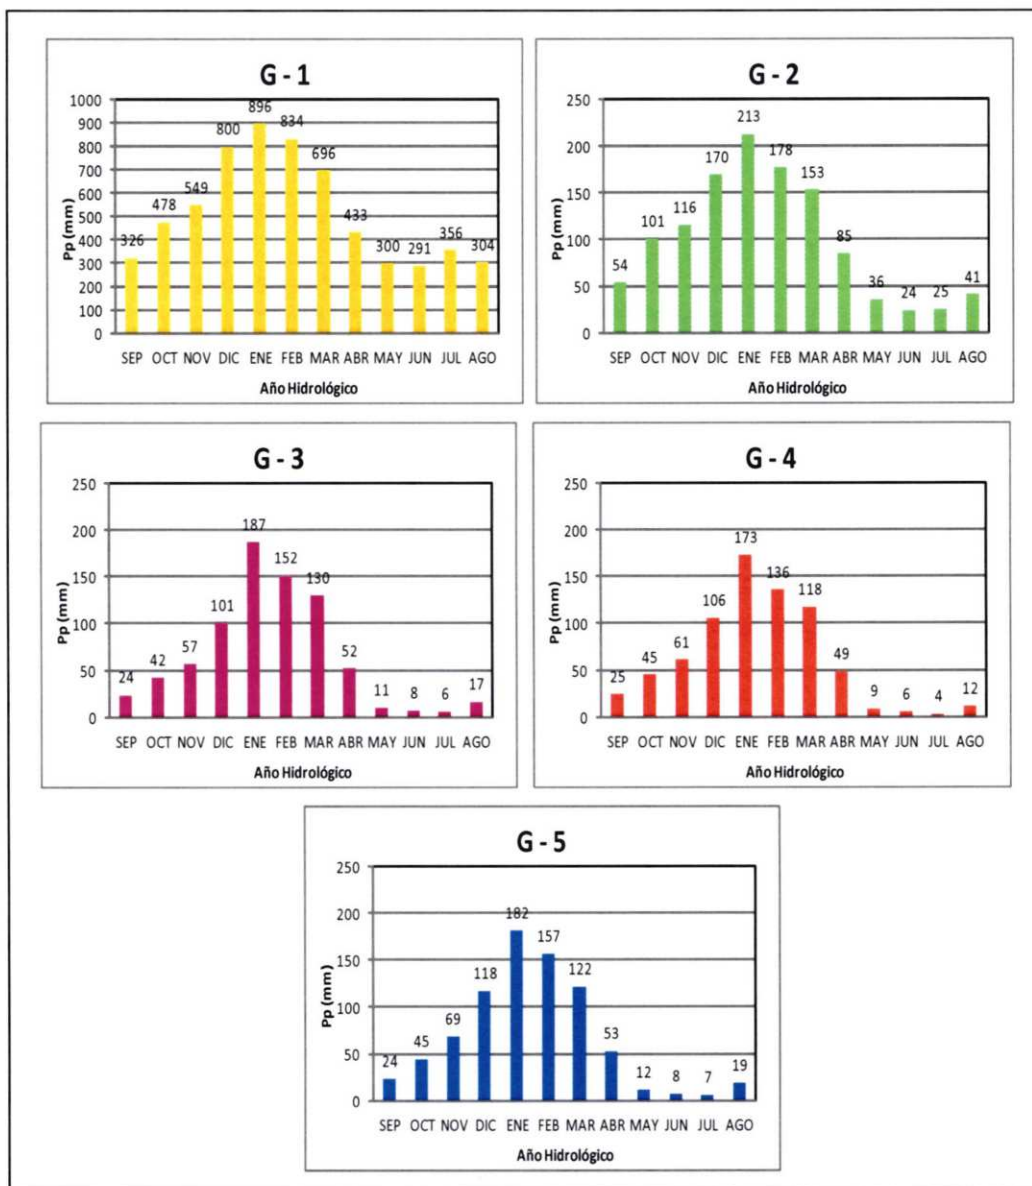 G - 1
Pp (mm)
1000
900
800
700
600
500
400
300
200
100
0
326 478 549 800 896 834 696 433 300 291 356 304
SEP OCT NOV DIC ENE FEB MAR ABR MAY JUN JUL AGO
Año Hidrológico
G - 2
Pp (mm)
250
200
150
100
50
0
54 101 116 170 213 178 153 85 36 24 25 41
SEP OCT NOV DIC ENE FEB MAR ABR MAY JUN JUL AGO
Año Hidrológico
G - 3
Pp (mm)
250
200
150
100
50
0
24 42 57 101 187 152 130 52 11 8 6 17
SEP OCT NOV DIC ENE FEB MAR ABR MAY JUN JUL AGO
Año Hidrológico
G - 4
Pp (mm)
250
200
150
100
50
0
25 45 61 106 173 136 118 49 9 6 4 12
SEP OCT NOV DIC ENE FEB MAR ABR MAY JUN JUL AGO
Año Hidrológico
G - 5
Pp (mm)
250
200
150
100
50
0
24 45 69 118 182 157 122 53 12 8 7 19
SEP OCT NOV DIC ENE FEB MAR ABR MAY JUN JUL AGO
Año Hidrológico